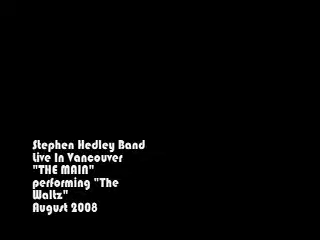 Stephen Hedley Band
Live In Vancouver
"THE MAIN"
performing "The
Waltz"
August 2008